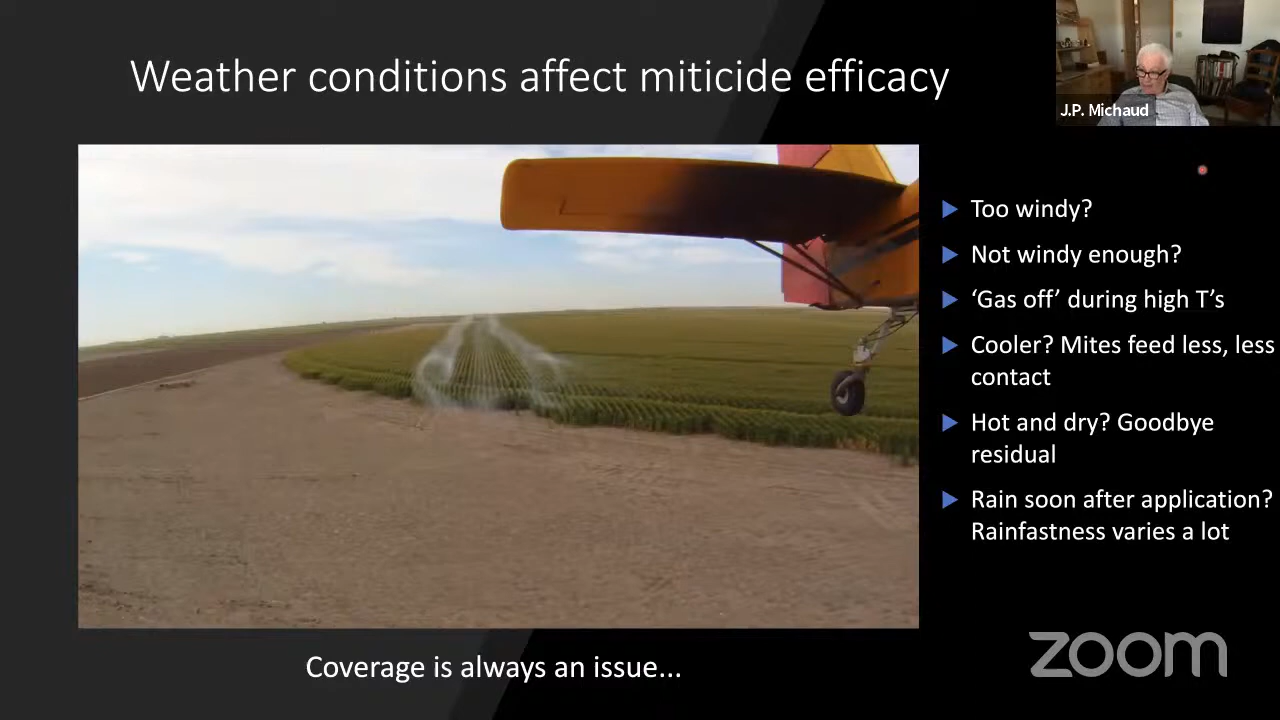 Weather conditions affect miticide efficacy
J.P. Michaud
Too windy?
Not windy enough?
‘Gas off’ during high T’s
Cooler? Mites feed less, less
contact
Hot and dry? Goodbye
residual
Rain soon after application?
Rainfastness varies a lot
Coverage is always an issue...
zoom